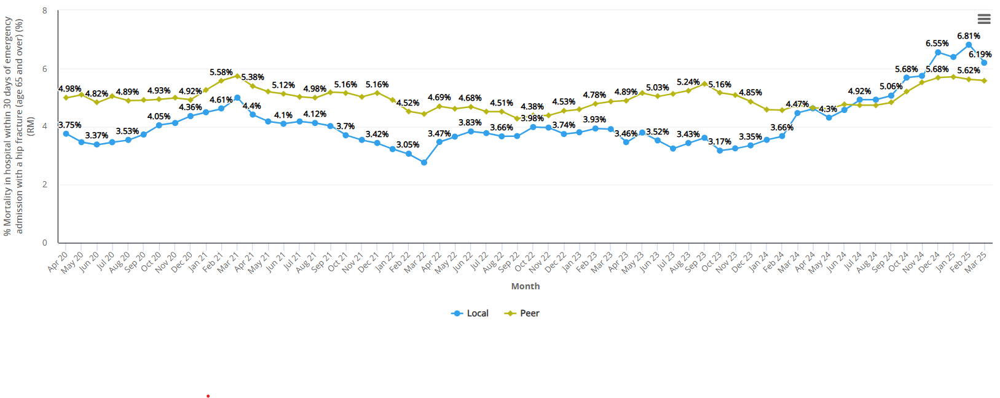 % Mortality in hospital within 30 days of emergency
admission with a hip fracture (age 65 and over) (%)
(RM)
8
6
4
2
0
4.98%
4.82%
4.89%
4.93%
4.92%
5.58%
5.38%
5.12%
4.98%
5.16%
5.16%
4.52%
4.69%
4.68%
4.51%
4.38%
4.53%
4.78%
4.89%
5.03%
5.24%
5.16%
4.85%
5.68%
5.62%
3.75%
3.37%
3.53%
4.05%
4.36%
4.61%
4.4%
4.1%
4.12%
3.7%
3.42%
3.05%
3.47%
3.83%
3.66%
3.98%
3.74%
3.93%
3.46%
3.52%
3.43%
3.17%
3.35%
3.66%
4.47%
4.3%
4.92%
5.06%
5.68%
6.55%
6.81%
6.19%
Apr 20
May 20
Jun 20
Jul 20
Aug 20
Sep 20
Oct 20
Nov 20
Dec 20
Jan 21
Feb 21
Mar 21
Apr 21
May 21
Jun 21
Jul 21
Aug 21
Sep 21
Oct 21
Nov 21
Dec 21
Jan 22
Feb 22
Mar 22
Apr 22
May 22
Jun 22
Jul 22
Aug 22
Sep 22
Oct 22
Nov 22
Dec 22
Jan 23
Feb 23
Mar 23
Apr 23
May 23
Jun 23
Jul 23
Aug 23
Sep 23
Oct 23
Nov 23
Dec 23
Jan 24
Feb 24
Mar 24
Apr 24
May 24
Jun 24
Jul 24
Aug 24
Sep 24
Oct 24
Nov 24
Dec 24
Jan 25
Feb 25
Mar 25
Month
Local
Peer